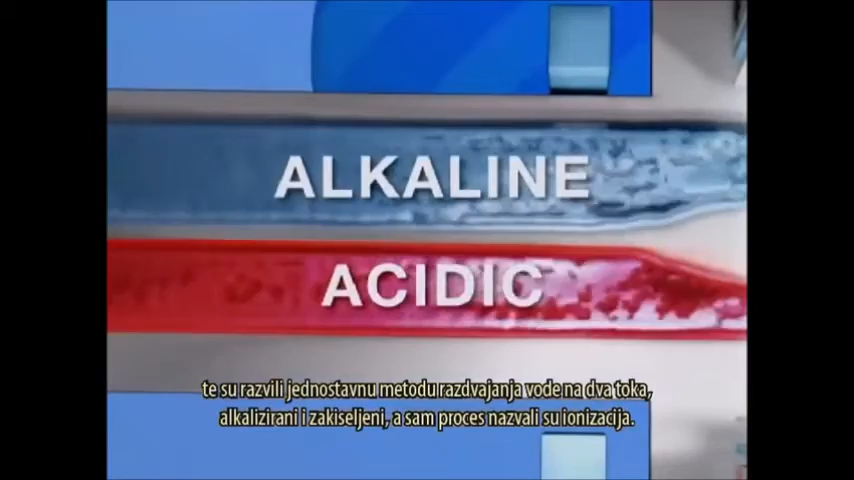 ALKALINE
ACIDIC
te su razvili jednostavnu metodu razdvajanja vode na dva toka,
alkalizirani i zakiseljeni, a sam proces nazvali su ionizacija.